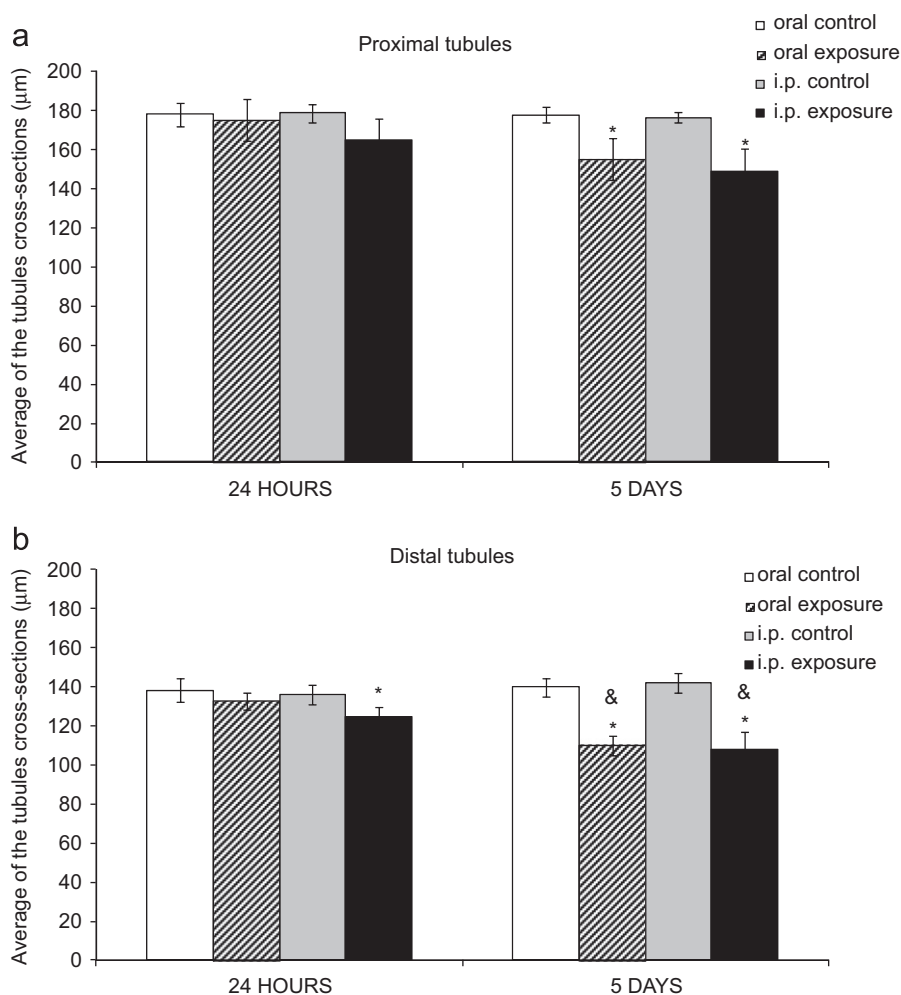 a
Proximal tubules
oral control
oral exposure
i.p. control
i.p. exposure
Average of the tubules cross-sections (μm)
200
180
160
140
120
100
80
60
40
20
0
*
*
24 HOURS
5 DAYS
b
Distal tubules
oral control
oral exposure
i.p. control
i.p. exposure
Average of the tubules cross-sections (μm)
200
180
160
140
120
100
80
60
40
20
0
*
&
*
&
*
24 HOURS
5 DAYS